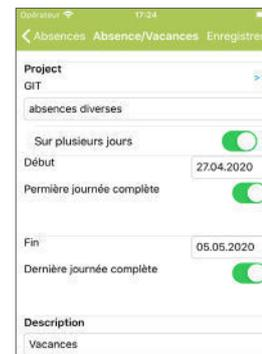 Opérateur 17:24
Absences Absence/Vacances Enregistrer
Project
GIT
absences diverses
Sur plusieurs jours
Début 27.04.2020
Permière journée complète
Fin 05.05.2020
Dernière journée complète
Description
Vacances